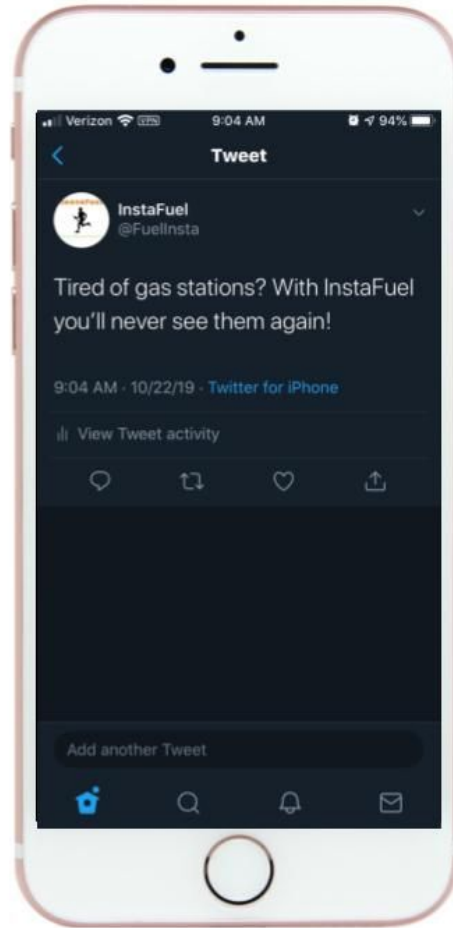 Verizon VPN 9:04 AM 94%
Tweet
InstaFuel
@FuelInsta
Tired of gas stations? With InstaFuel
you'll never see them again!
9:04 AM · 10/22/19 · Twitter for iPhone
View Tweet activity
Add another Tweet